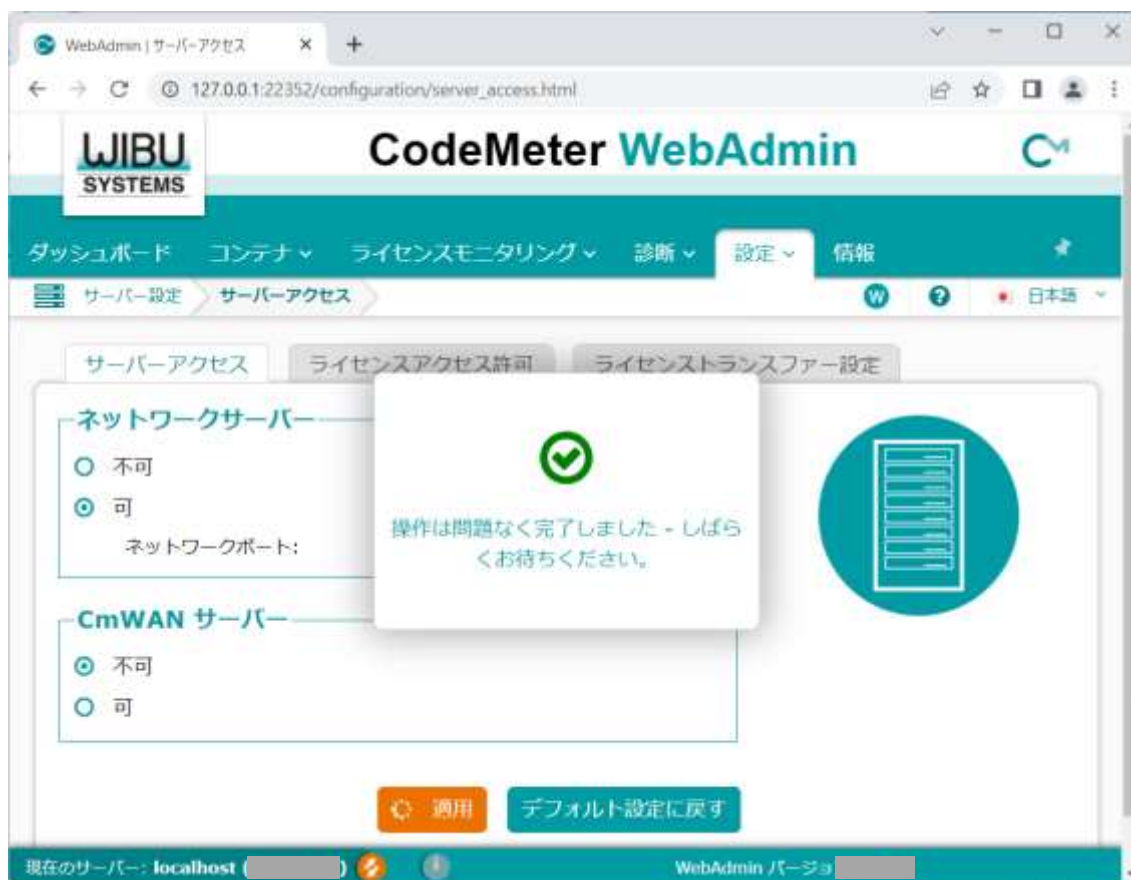 WebAdmin | サーバーアクセス
127.0.0.1:22352/configuration/server_access.html
WIBU
SYSTEMS
CodeMeter WebAdmin
ダッシュボード コンテナ ライセンスモニタリング 診断 設定 情報
サーバー設定 サーバーアクセス W ? 日本語
サーバーアクセス ライセンスアクセス許可 ライセンストランスファー設定
ネットワークサーバー
不可
可
ネットワークポート:
操作は問題なく完了しました - しばら
くお待ちください。
CmWAN サーバー
不可
可
適用 デフォルト設定に戻す
現在のサーバー: localhost ( ) WebAdmin バージョ